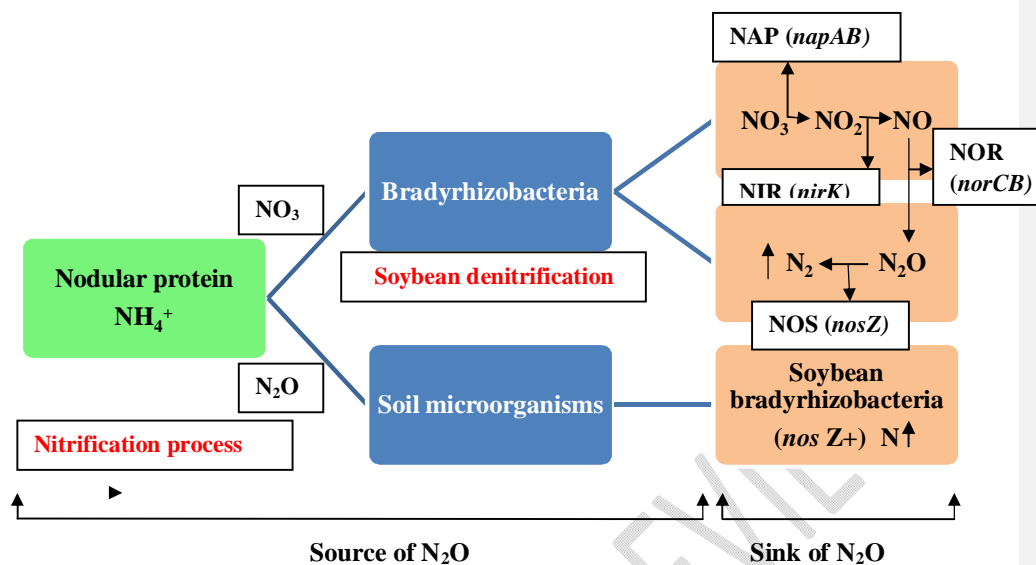 NAP (napAB)
NO₃ NO₂ NO
NOR
(norCB)
NIR (nirK)
Bradyrhizobacteria
NO₃
Soybean denitrification
Nodular protein
NH₄⁺
N₂ N₂O
NOS (nosZ)
N₂O
Soil microorganisms
Soybean
bradyrhizobacteria
(nos Z+) N
Nitrification process
Source of N₂O
Sink of N₂O